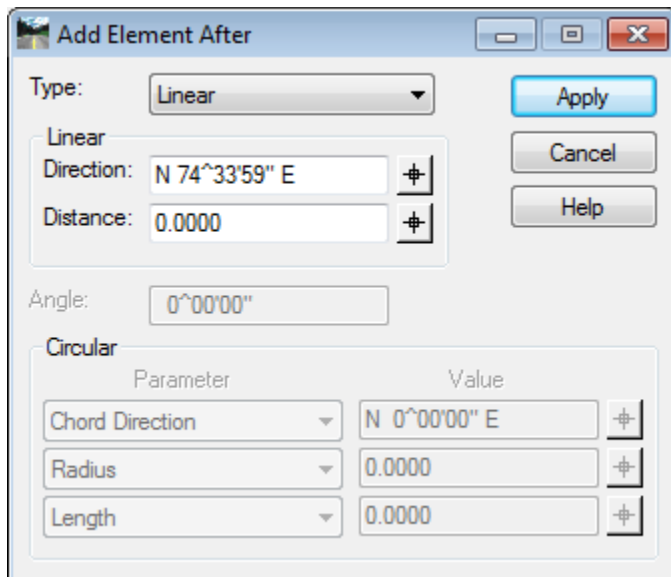 Add Element After
Type: Linear
Apply
Linear
Cancel
Direction: N 74^33'59" E
Distance: 0.0000
Help
Angle: 0^00'00"
Circular
Parameter Value
Chord Direction N 0^00'00" E
Radius 0.0000
Length 0.0000